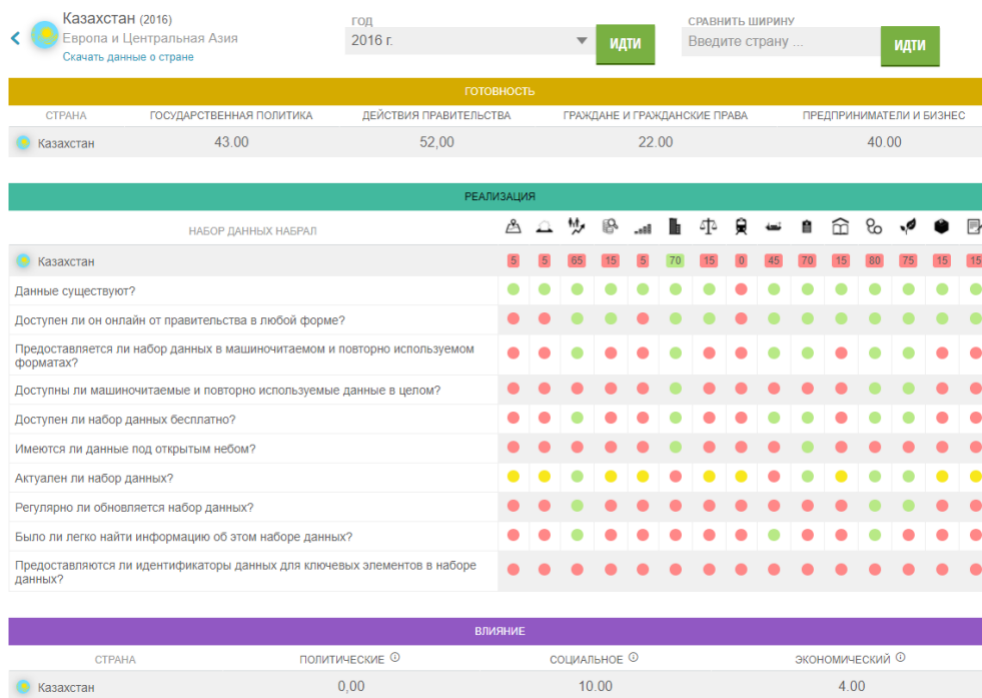 Казахстан (2016)
Европа и Центральная Азия
Скачать данные о стране
ГОД
2016 г.
ИДТИ
СРАВНИТЬ ШИРИНУ
Введите страну ...
ИДТИ
ГОТОВНОСТЬ
СТРАНА ГОСУДАРСТВЕННАЯ ПОЛИТИКА ДЕЙСТВИЯ ПРАВИТЕЛЬСТВА ГРАЖДАНЕ И ГРАЖДАНСКИЕ ПРАВА ПРЕДПРИНИМАТЕЛИ И БИЗНЕС
Казахстан 43.00 52,00 22.00 40.00
РЕАЛИЗАЦИЯ
НАБОР ДАННЫХ НАБРАЛ
Казахстан 5 5 65 15 5 70 15 0 45 70 15 80 75 15 15
Данные существуют?
Доступен ли он онлайн от правительства в любой форме?
Предоставляется ли набор данных в машиночитаемом и повторно используемом
форматах?
Доступны ли машиночитаемые и повторно используемые данные в целом?
Доступен ли набор данных бесплатно?
Имеются ли данные под открытым небом?
Актуален ли набор данных?
Регулярно ли обновляется набор данных?
Было ли легко найти информацию об этом наборе данных?
Предоставляются ли идентификаторы данных для ключевых элементов в наборе
данных?
ВЛИЯНИЕ
СТРАНА ПОЛИТИЧЕСКИЕ СОЦИАЛЬНОЕ ЭКОНОМИЧЕСКИЙ
Казахстан 0,00 10.00 4.00